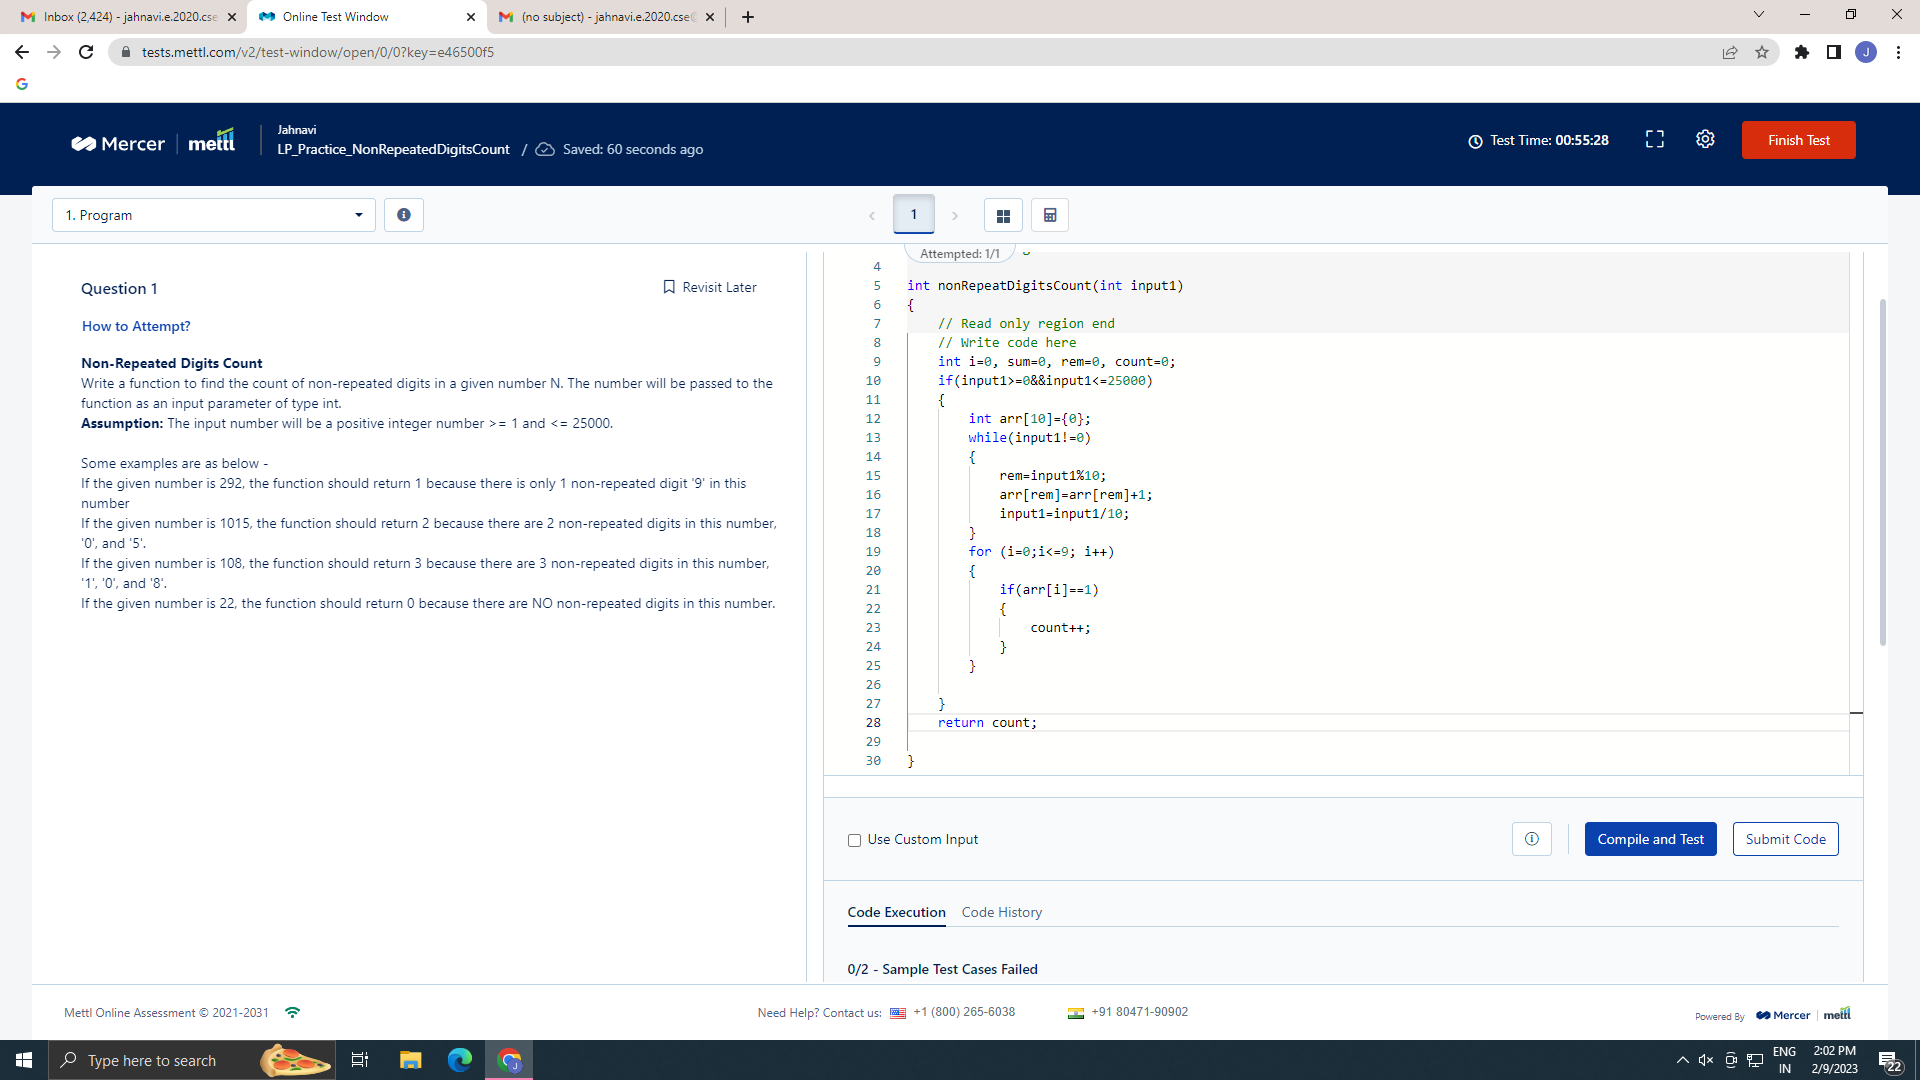 Inbox (2,424) - jahnavi.e.2020.cse
Online Test Window
(no subject) - jahnavi.e.2020.cse@
tests.mettl.com/v2/test-window/open/0/0?key=e46500f5
J
Mercer mettl
Jahnavi
LP_Practice_NonRepeatedDigitsCount / Saved: 60 seconds ago
Test Time: 00:55:28
Finish Test
1. Program
1
Attempted: 1/1
Question 1
Revisit Later
How to Attempt?
Non-Repeated Digits Count
Write a function to find the count of non-repeated digits in a given number N. The number will be passed to the
function as an input parameter of type int.
Assumption: The input number will be a positive integer number >= 1 and <= 25000.
Some examples are as below -
If the given number is 292, the function should return 1 because there is only 1 non-repeated digit '9' in this
number
If the given number is 1015, the function should return 2 because there are 2 non-repeated digits in this number,
'0', and '5'.
If the given number is 108, the function should return 3 because there are 3 non-repeated digits in this number,
'1', '0', and '8'.
If the given number is 22, the function should return 0 because there are NO non-repeated digits in this number.
4
5 int nonRepeatDigitsCount(int input1)
6 {
7 // Read only region end
8 // Write code here
9 int i=0, sum=0, rem=0, count=0;
10 if(input1>=0&&input1<=25000)
11 {
12 int arr[10]={0};
13 while(input1!=0)
14 {
15 rem=input1%10;
16 arr[rem]=arr[rem]+1;
17 input1=input1/10;
18 }
19 for (i=0;i<=9; i++)
20 {
21 if(arr[i]==1)
22 {
23 count++;
24 }
25 }
26
27 }
28 return count;
29
30 }
Use Custom Input
Compile and Test
Submit Code
Code Execution
Code History
0/2 - Sample Test Cases Failed
Mettl Online Assessment © 2021-2031
Need Help? Contact us: +1 (800) 265-6038
+91 80471-90902
Powered By Mercer mettl
Type here to search
ENG
IN
2:02 PM
2/9/2023
22